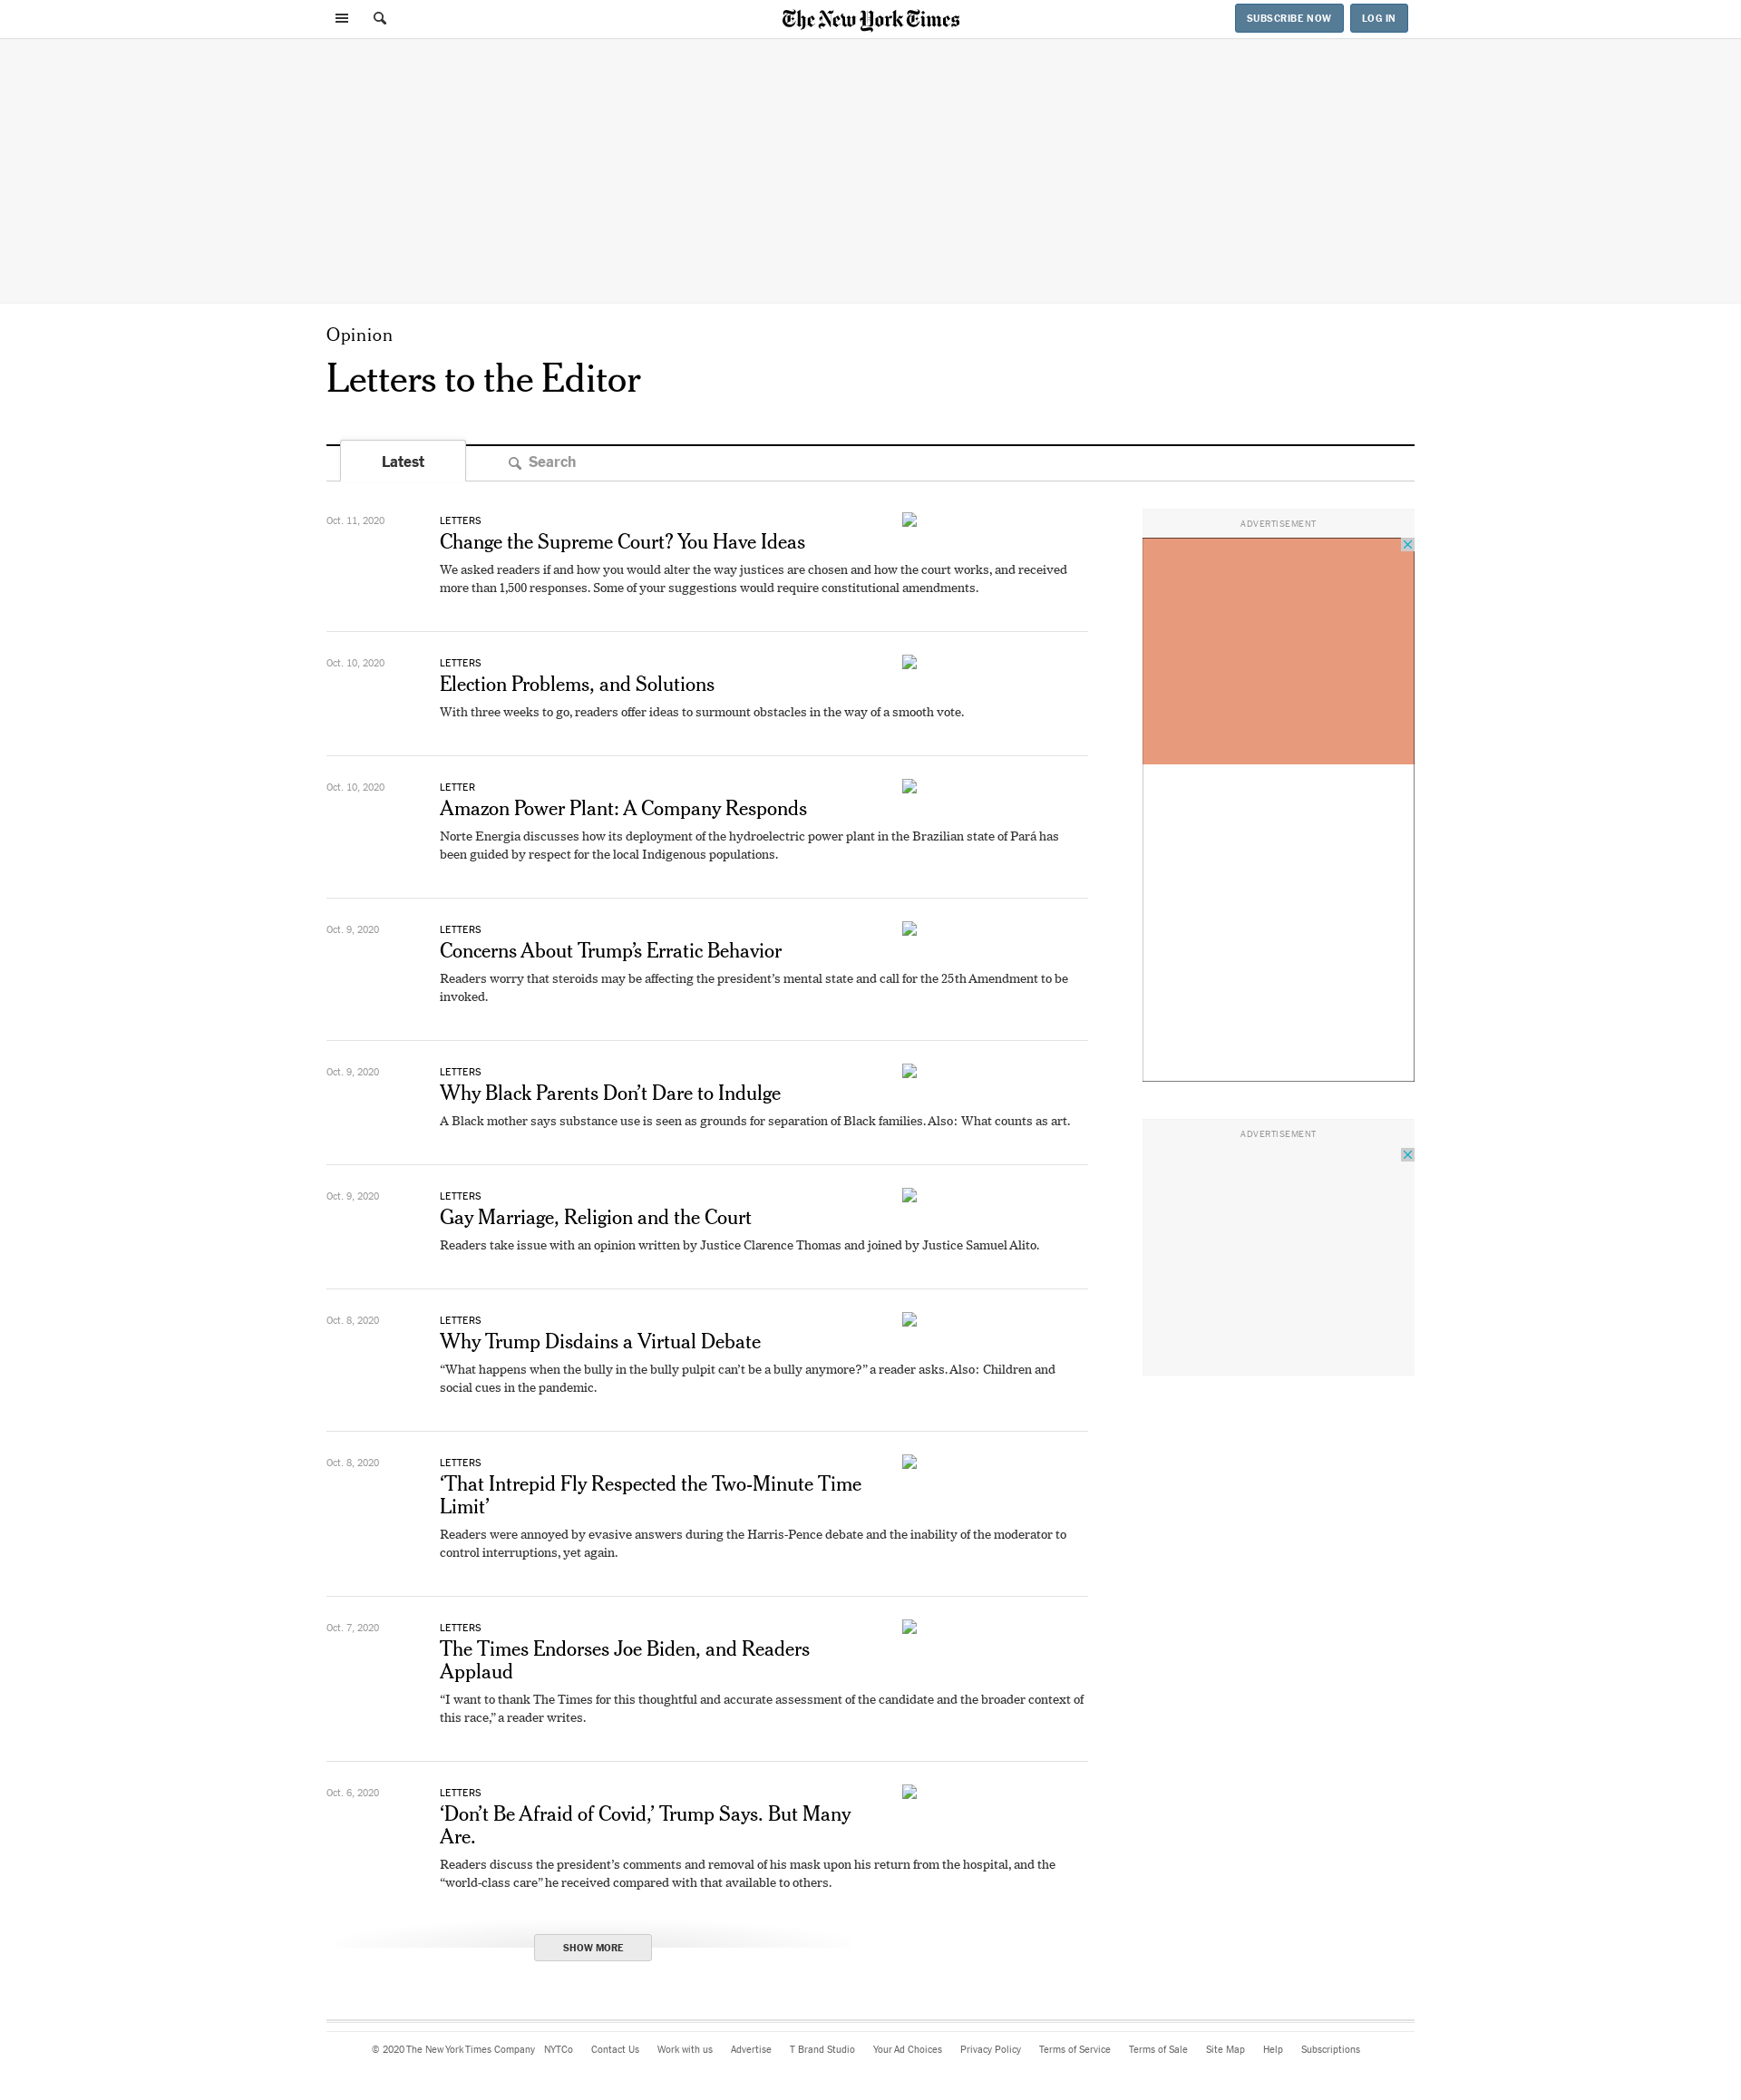 The New York Times
SUBSCRIBE NOW
LOG IN
Opinion
Letters to the Editor
Latest
Search
Oct. 11, 2020
LETTERS
Change the Supreme Court? You Have Ideas
We asked readers if and how you would alter the way justices are chosen and how the court works, and received
more than 1,500 responses. Some of your suggestions would require constitutional amendments.
Oct. 10, 2020
LETTERS
Election Problems, and Solutions
With three weeks to go, readers offer ideas to surmount obstacles in the way of a smooth vote.
Oct. 10, 2020
LETTER
Amazon Power Plant: A Company Responds
Norte Energia discusses how its deployment of the hydroelectric power plant in the Brazilian state of Pará has
been guided by respect for the local Indigenous populations.
Oct. 9, 2020
LETTERS
Concerns About Trump’s Erratic Behavior
Readers worry that steroids may be affecting the president’s mental state and call for the 25th Amendment to be
invoked.
Oct. 9, 2020
LETTERS
Why Black Parents Don’t Dare to Indulge
A Black mother says substance use is seen as grounds for separation of Black families. Also: What counts as art.
Oct. 9, 2020
LETTERS
Gay Marriage, Religion and the Court
Readers take issue with an opinion written by Justice Clarence Thomas and joined by Justice Samuel Alito.
Oct. 8, 2020
LETTERS
Why Trump Disdains a Virtual Debate
“What happens when the bully in the bully pulpit can’t be a bully anymore?” a reader asks. Also: Children and
social cues in the pandemic.
Oct. 8, 2020
LETTERS
‘That Intrepid Fly Respected the Two-Minute Time
Limit’
Readers were annoyed by evasive answers during the Harris-Pence debate and the inability of the moderator to
control interruptions, yet again.
Oct. 7, 2020
LETTERS
The Times Endorses Joe Biden, and Readers
Applaud
“I want to thank The Times for this thoughtful and accurate assessment of the candidate and the broader context of
this race,” a reader writes.
Oct. 6, 2020
LETTERS
‘Don’t Be Afraid of Covid,’ Trump Says. But Many
Are.
Readers discuss the president’s comments and removal of his mask upon his return from the hospital, and the
“world-class care” he received compared with that available to others.
SHOW MORE
ADVERTISEMENT
ADVERTISEMENT
© 2020 The New York Times Company NYTCo Contact Us Work with us Advertise T Brand Studio Your Ad Choices Privacy Policy Terms of Service Terms of Sale Site Map Help Subscriptions